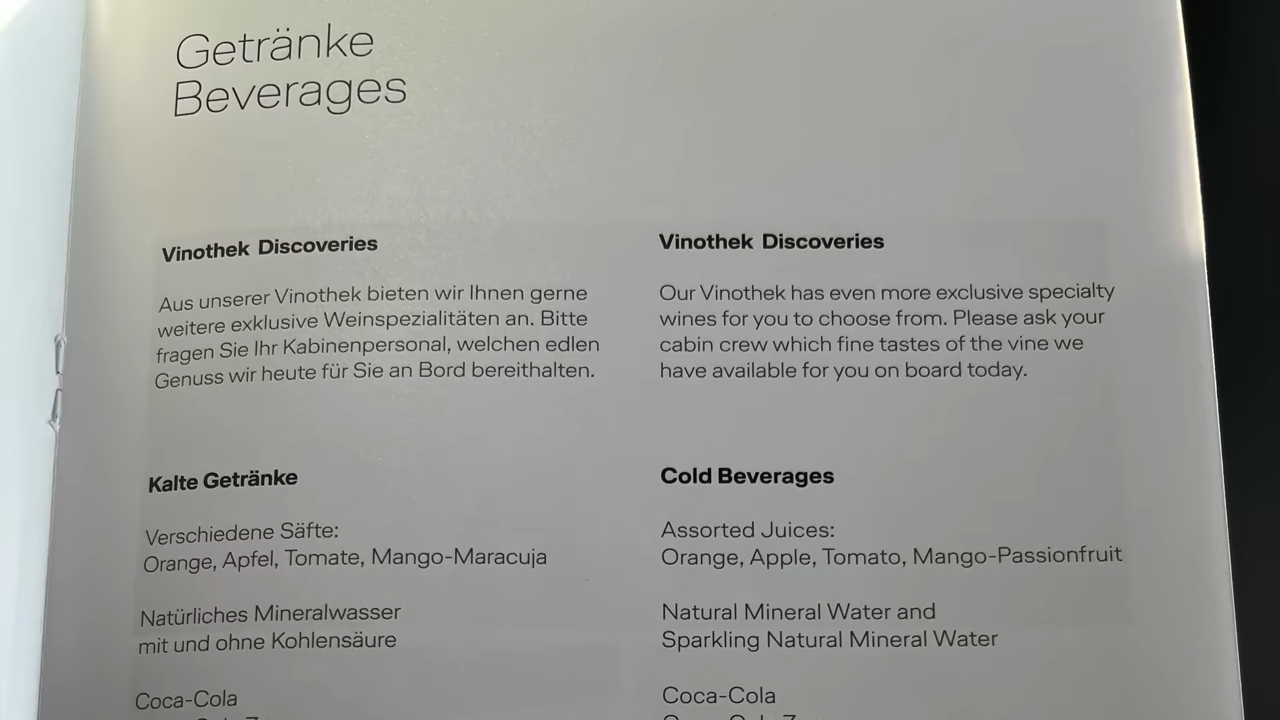 Getränke
Beverages
Vinothek Discoveries
Aus unserer Vinothek bieten wir Ihnen gerne
weitere exklusive Weinspezialitäten an. Bitte
fragen Sie Ihr Kabinenpersonal, welchen edlen
Genuss wir heute für Sie an Bord bereithalten.
Kalte Getränke
Verschiedene Säfte:
Orange, Apfel, Tomate, Mango-Maracuja
Natürliches Mineralwasser
mit und ohne Kohlensäure
Coca-Cola
Vinothek Discoveries
Our Vinothek has even more exclusive specialty
wines for you to choose from. Please ask your
cabin crew which fine tastes of the vine we
have available for you on board today.
Cold Beverages
Assorted Juices:
Orange, Apple, Tomato, Mango-Passionfruit
Natural Mineral Water and
Sparkling Natural Mineral Water
Coca-Cola